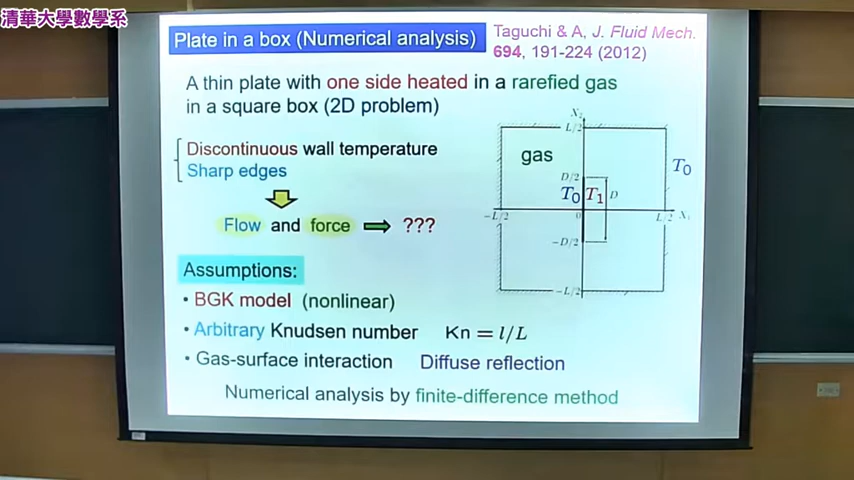 清華大學數學系
Plate in a box (Numerical analysis)
Taguchi & A, J. Fluid Mech.
694, 191-224 (2012)
A thin plate with one side heated in a rarefied gas
in a square box (2D problem)
Discontinuous wall temperature
Sharp edges
Flow and force ???
Assumptions:
• BGK model (nonlinear)
• Arbitrary Knudsen number Kn = l/L
• Gas-surface interaction Diffuse reflection
Numerical analysis by finite-difference method
X₂
L/2
gas
T₀
D/2
T₀ T₁ D
−L/2 0 L/2 X₁
−D/2
−L/2